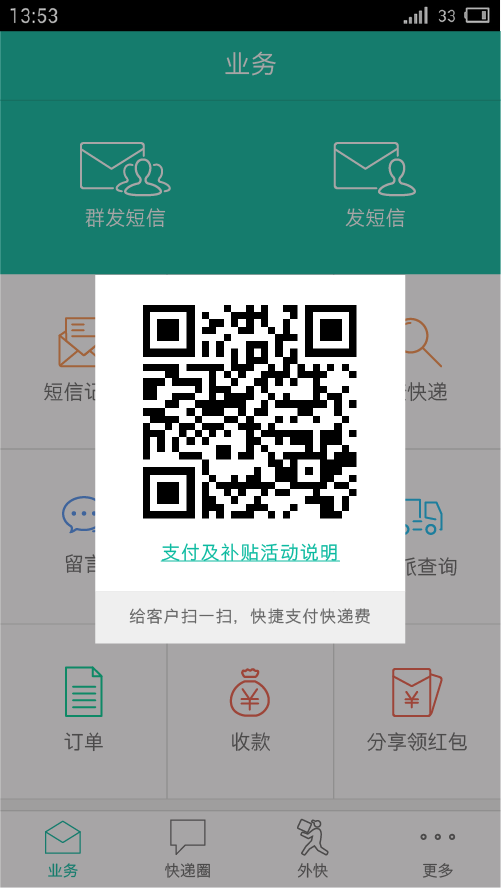 13:53
33
业务
群发短信
发短信
短信记
快递
支付及补贴活动说明
留言
派查询
给客户扫一扫，快捷支付快递费
订单
收款
分享领红包
业务
快递圈
外快
更多